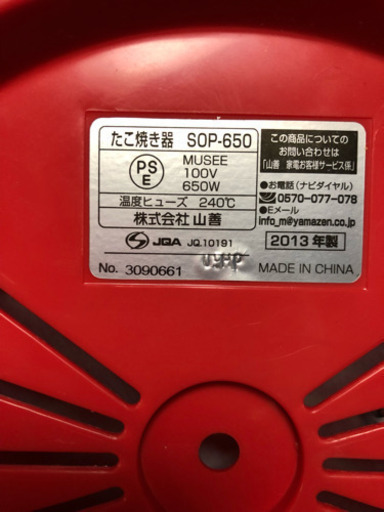 たこ焼き器 SOP-650
PS
E
MUSEE
100V
650W
温度ヒューズ 240℃
株式会社 山善
JQA JQ.10191
No. 3090661
この商品についての
お問い合わせは
「山善 家電お客様サービス係」
●お電話(ナビダイヤル)
0570-077-078
●Eメール
info_m@yamazen.co.jp
2013年製
MADE IN CHINA